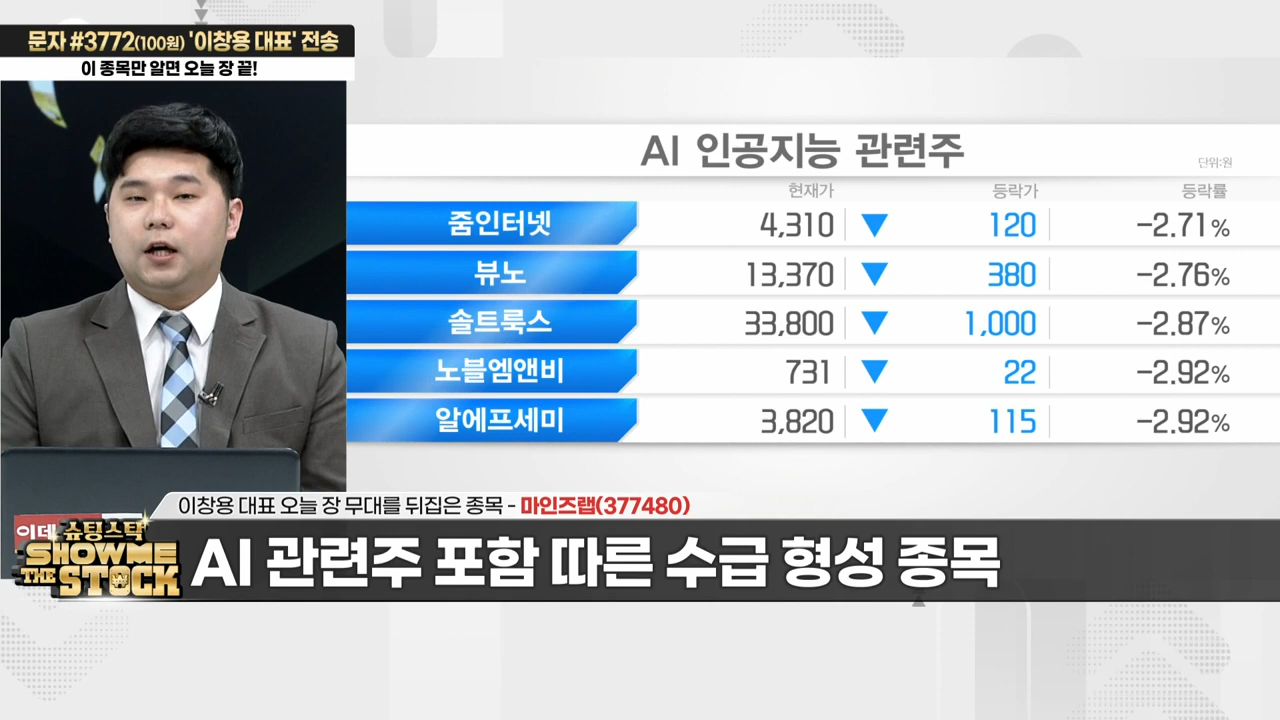 문자 #3772(100원) '이창용 대표' 전송
이 종목만 알면 오늘 장 끝!
AI 인공지능 관련주
단위:원
현재가 등락가 등락률
줌인터넷 4,310 ▼ 120 -2.71%
뷰노 13,370 ▼ 380 -2.76%
솔트룩스 33,800 ▼ 1,000 -2.87%
노블엠앤비 731 ▼ 22 -2.92%
알에프세미 3,820 ▼ 115 -2.92%
이창용 대표 오늘 장 무대를 뒤집은 종목 - 마인즈랩(377480)
이데
슈팅스탁
SHOW ME
THE STOCK
AI 관련주 포함 따른 수급 형성 종목